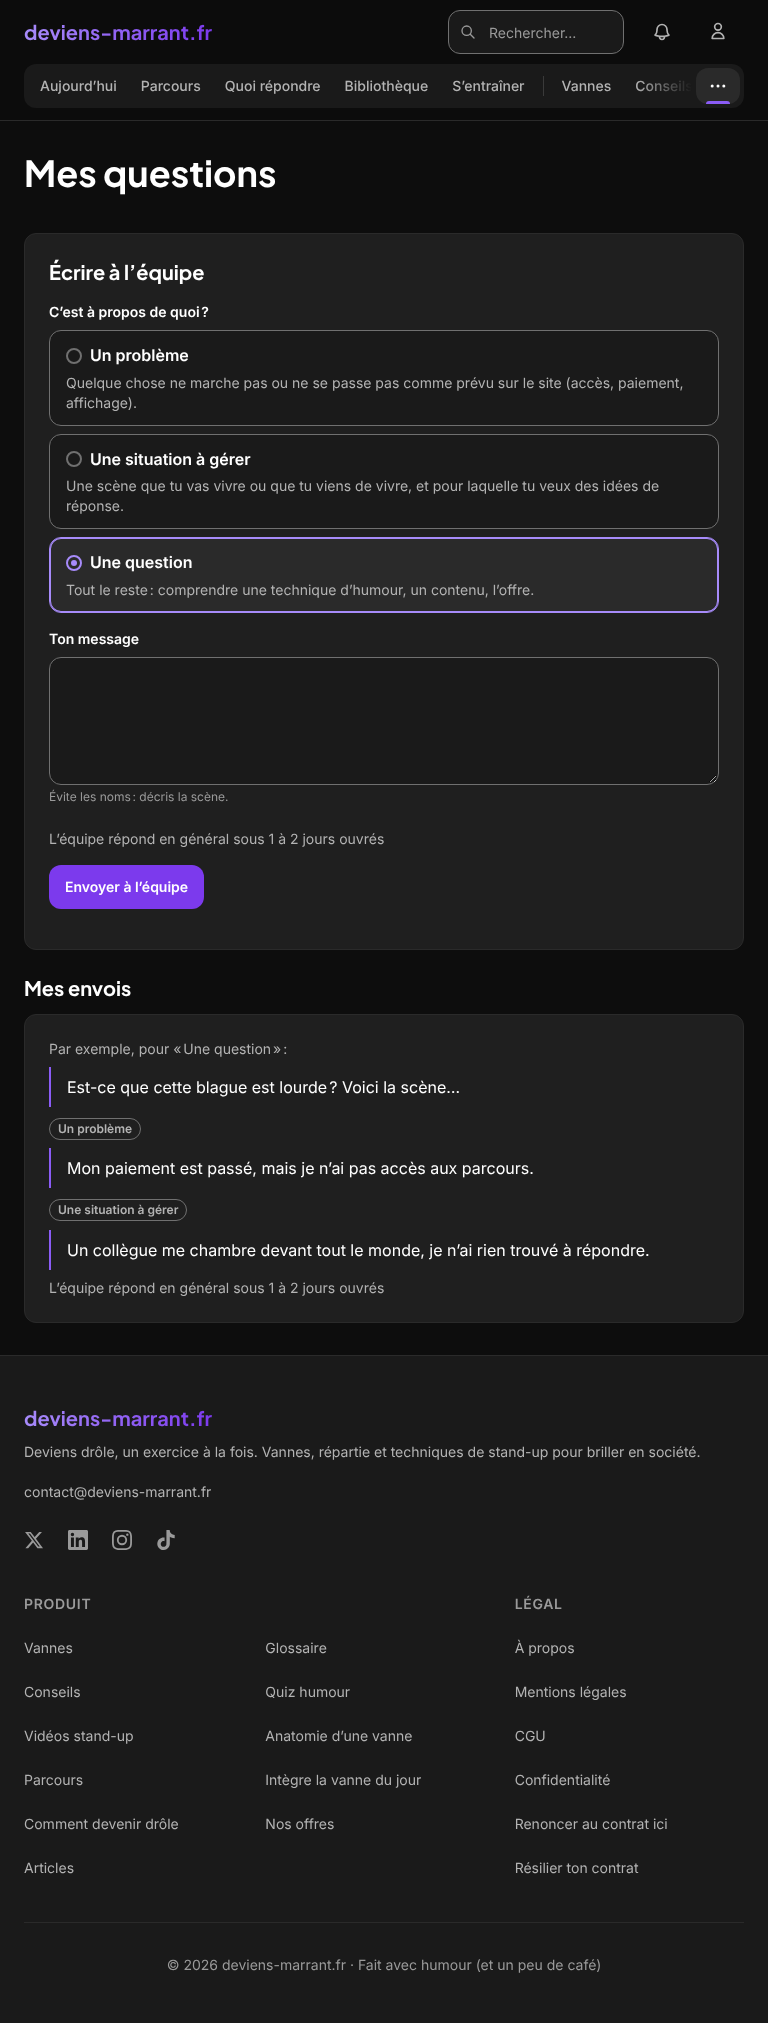 deviens-marrant.fr
Rechercher...
Aujourd’hui
Parcours
Quoi répondre
Bibliothèque
S’entraîner
Vannes
Conseils
Mes questions
Écrire à l’équipe
C’est à propos de quoi ?
Un problème
Quelque chose ne marche pas ou ne se passe pas comme prévu sur le site (accès, paiement,
affichage).
Une situation à gérer
Une scène que tu vas vivre ou que tu viens de vivre, et pour laquelle tu veux des idées de
réponse.
Une question
Tout le reste : comprendre une technique d’humour, un contenu, l’offre.
Ton message
Évite les noms : décris la scène.
L’équipe répond en général sous 1 à 2 jours ouvrés
Envoyer à l’équipe
Mes envois
Par exemple, pour « Une question » :
Est-ce que cette blague est lourde ? Voici la scène…
Un problème
Mon paiement est passé, mais je n’ai pas accès aux parcours.
Une situation à gérer
Un collègue me chambre devant tout le monde, je n’ai rien trouvé à répondre.
L’équipe répond en général sous 1 à 2 jours ouvrés
deviens-marrant.fr
Deviens drôle, un exercice à la fois. Vannes, répartie et techniques de stand-up pour briller en société.
contact@deviens-marrant.fr
PRODUIT
Vannes
Conseils
Vidéos stand-up
Parcours
Comment devenir drôle
Articles
Glossaire
Quiz humour
Anatomie d’une vanne
Intègre la vanne du jour
Nos offres
LÉGAL
À propos
Mentions légales
CGU
Confidentialité
Renoncer au contrat ici
Résilier ton contrat
© 2026 deviens-marrant.fr · Fait avec humour (et un peu de café)